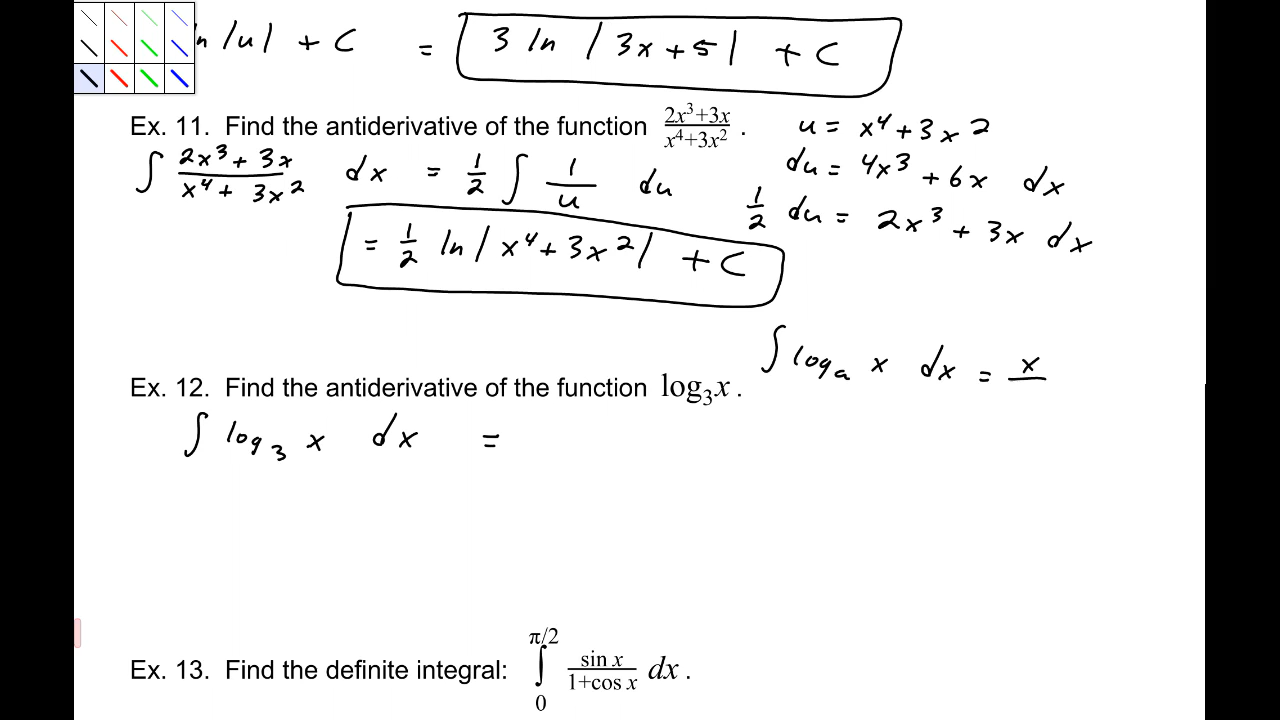 ln |u| + C = 3 ln |3x+5| + C
Ex. 11. Find the antiderivative of the function (2x³+3x)/(x⁴+3x²) .
u = x⁴+3x²
∫ (2x³+3x)/(x⁴+3x²) dx = 1/2 ∫ 1/u du
du = 4x³ + 6x dx
1/2 du = 2x³ + 3x dx
= 1/2 ln |x⁴+3x²| + C
∫ logₐ x dx = x
Ex. 12. Find the antiderivative of the function log₃x .
∫ log₃ x dx =
Ex. 13. Find the definite integral: ∫₀^(π/2) (sin x)/(1+cos x) dx .